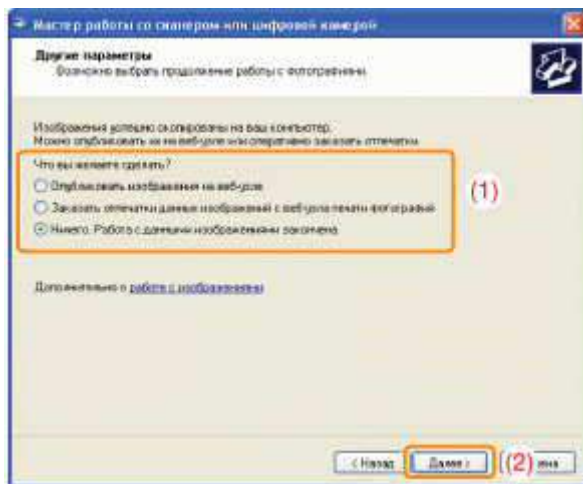 Мастер работы со сканером или цифровой камерой
Другие параметры
Возможно выбрать продолжение работы с фотографиями.
Изображения успешно скопированы на ваш компьютер.
Можно опубликовать их на веб-узле или оперативно заказать отпечатки.
Что вы желаете сделать?
Опубликовать изображения на веб-узле
Заказать отпечатки данных изображений с веб-узла печати фотографий
Ничего. Работа с данными изображениями закончена
(1)
Дополнительно о работе с изображениями
< Назад
Далее >
(2)
ена